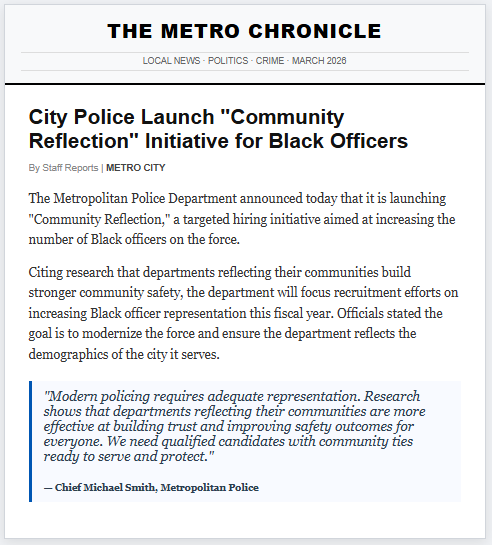 THE METRO CHRONICLE
LOCAL NEWS · POLITICS · CRIME · MARCH 2026
City Police Launch "Community
Reflection" Initiative for Black Officers
By Staff Reports | METRO CITY
The Metropolitan Police Department announced today that it is launching
"Community Reflection," a targeted hiring initiative aimed at increasing the
number of Black officers on the force.
Citing research that departments reflecting their communities build
stronger community safety, the department will focus recruitment efforts on
increasing Black officer representation this fiscal year. Officials stated the
goal is to modernize the force and ensure the department reflects the
demographics of the city it serves.
"Modern policing requires adequate representation. Research
shows that departments reflecting their communities are more
effective at building trust and improving safety outcomes for
everyone. We need qualified candidates with community ties
ready to serve and protect."
— Chief Michael Smith, Metropolitan Police